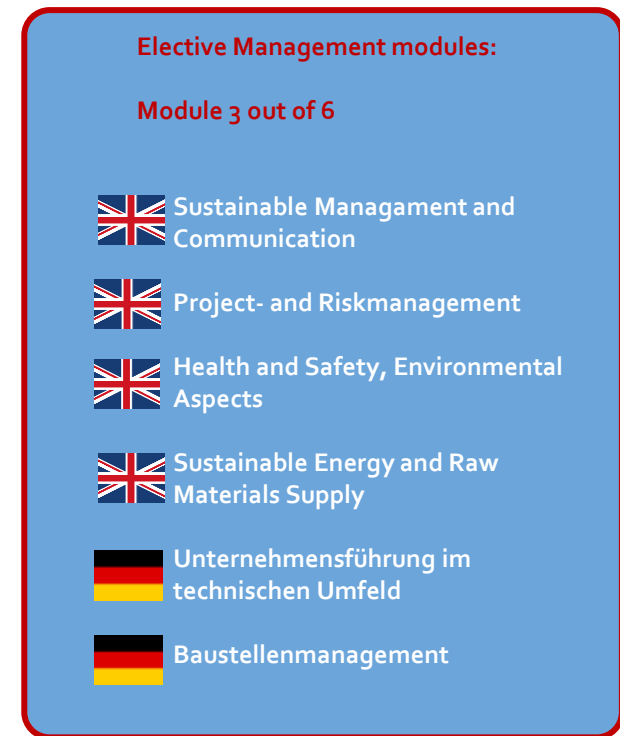 Elective Management modules:
Module 3 out of 6
Sustainable Managament and
Communication
Project- and Riskmanagement
Health and Safety, Environmental
Aspects
Sustainable Energy and Raw
Materials Supply
Unternehmensführung im
technischen Umfeld
Baustellenmanagement